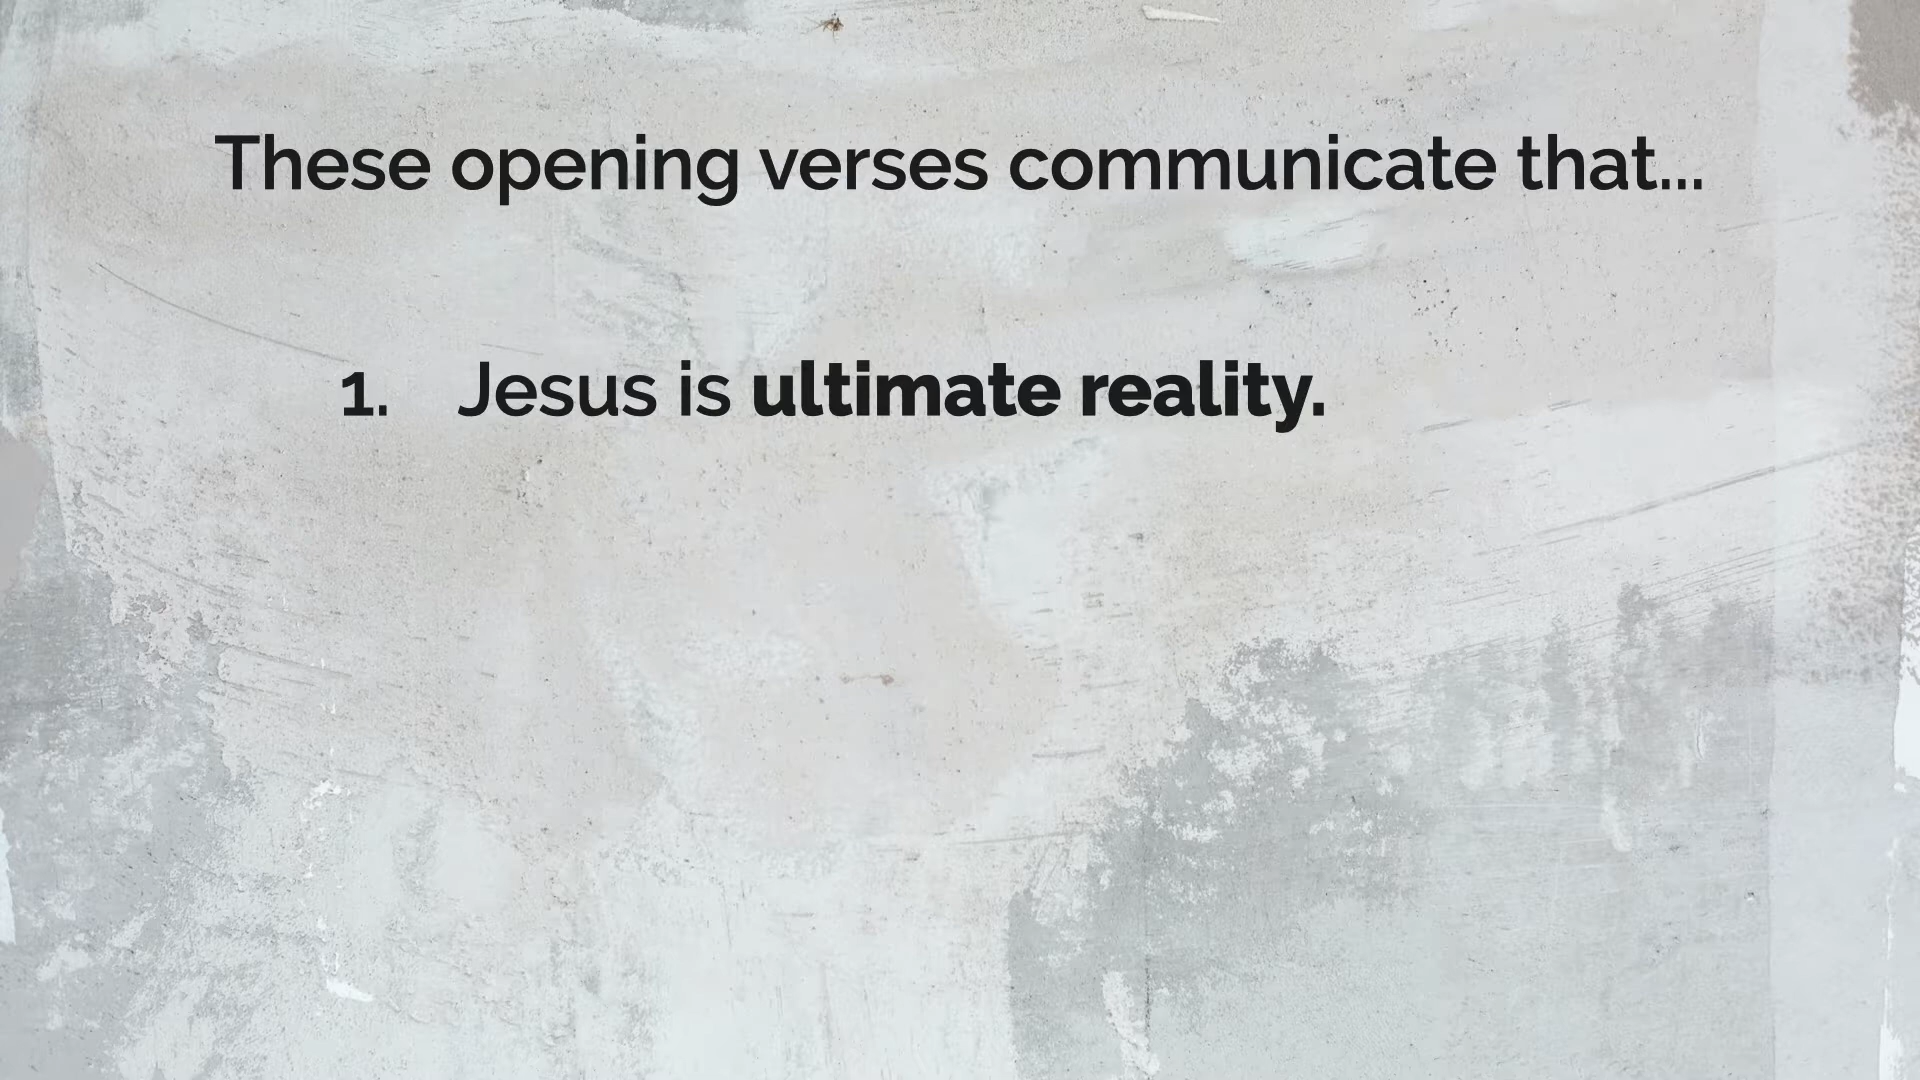 These opening verses communicate that...
1. Jesus is ultimate reality.